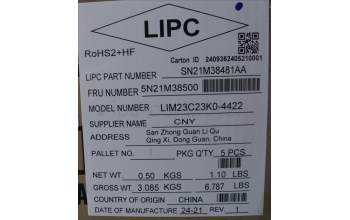 LIPC
RoHS2+HF
Carton ID 2409362405210001
LIPC PART NUMBER SN21M38481AA
FRU NUMBER 5N21M38500
MODEL NUMBER LIM23C23K0-4422
SUPPLIER NAME CNY
ADDRESS San Zhong Guan Li Qu
Qing Xi, Dong Guan, China
PALLET NO PKG Q'TY 5 PCS
NET WT. 0.50 KGS 1.10 LBS
GROSS WT. 3.085 KGS 6.787 LBS
COUNTRY OF ORIGIN CHINA
DATE OF MANUFACTURE 24-21 REV 1